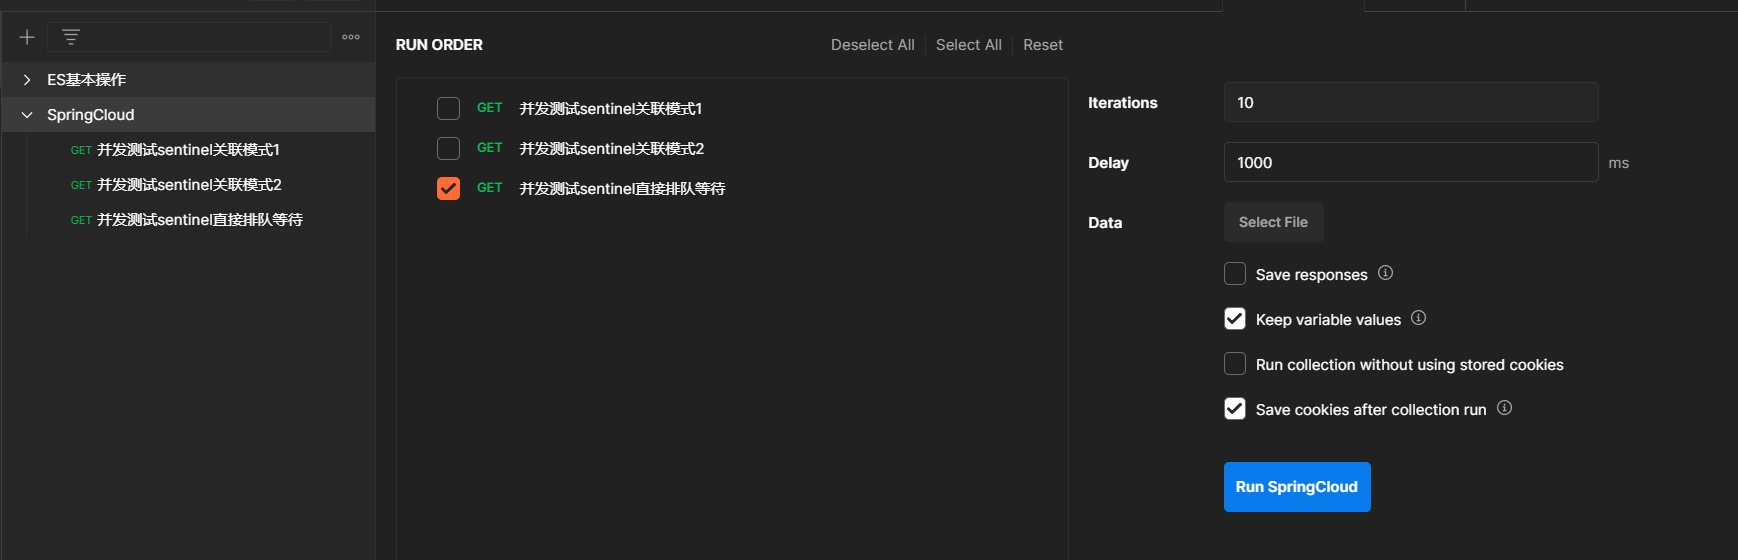 ES基本操作
SpringCloud
GET 并发测试sentinel关联模式1
GET 并发测试sentinel关联模式2
GET 并发测试sentinel直接排队等待
RUN ORDER
Deselect All
Select All
Reset
GET 并发测试sentinel关联模式1
GET 并发测试sentinel关联模式2
GET 并发测试sentinel直接排队等待
Iterations 10
Delay 1000 ms
Data Select File
Save responses
Keep variable values
Run collection without using stored cookies
Save cookies after collection run
Run SpringCloud